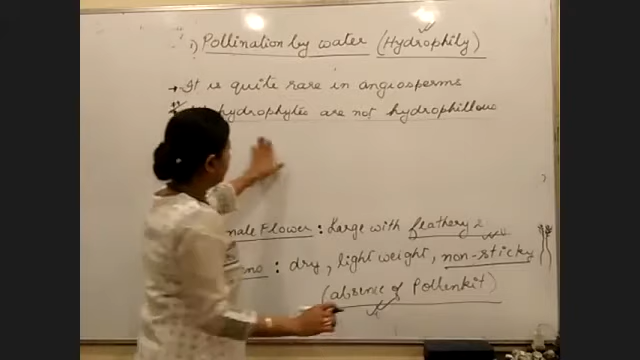 i) Pollination by water (Hydrophily)
→ It is quite rare in angiosperms
hydrophytes are not hydrophillous
male Flower : Large with feathery
: dry, light weight, non-sticky
(absence of Pollenkit)